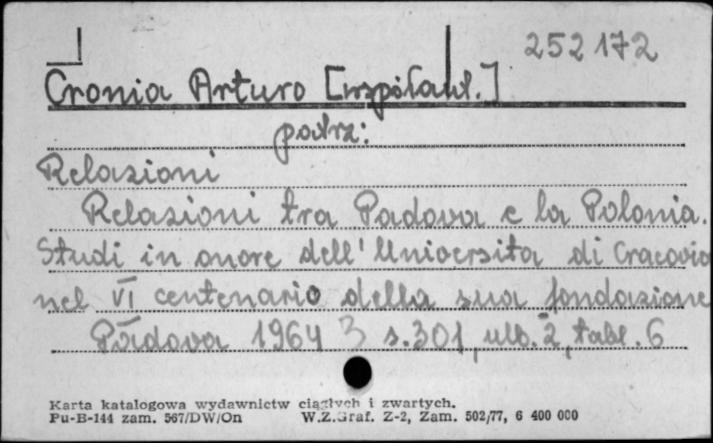 252172
Cronia Arturo [współaut.]
patrz:
Relazioni
Relazioni tra Padova e la Polonia.
Studi in onore dell'Universita di Cracovia
nel VI centenario della sua fondazione
Padova 1964 s.301, ulb. 2, tabl. 6
Karta katalogowa wydawnictw ciągłych i zwartych.
Pu-B-144 zam. 567/DW/On W.Z.Graf. Z-2, Zam. 502/77, 6 400 000